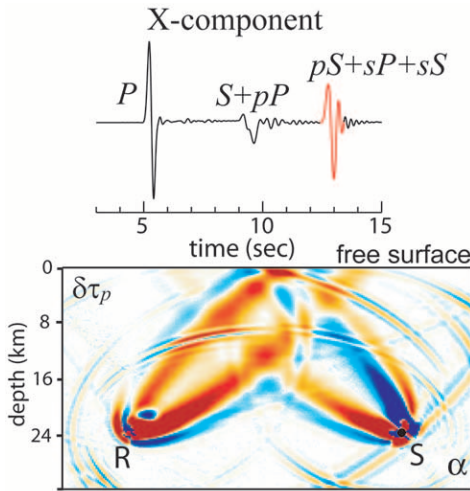 X-component
P
S+pP
pS+sP+sS
5
10
15
time (sec)
free surface
δτp
0
8
16
24
depth (km)
R
S
α